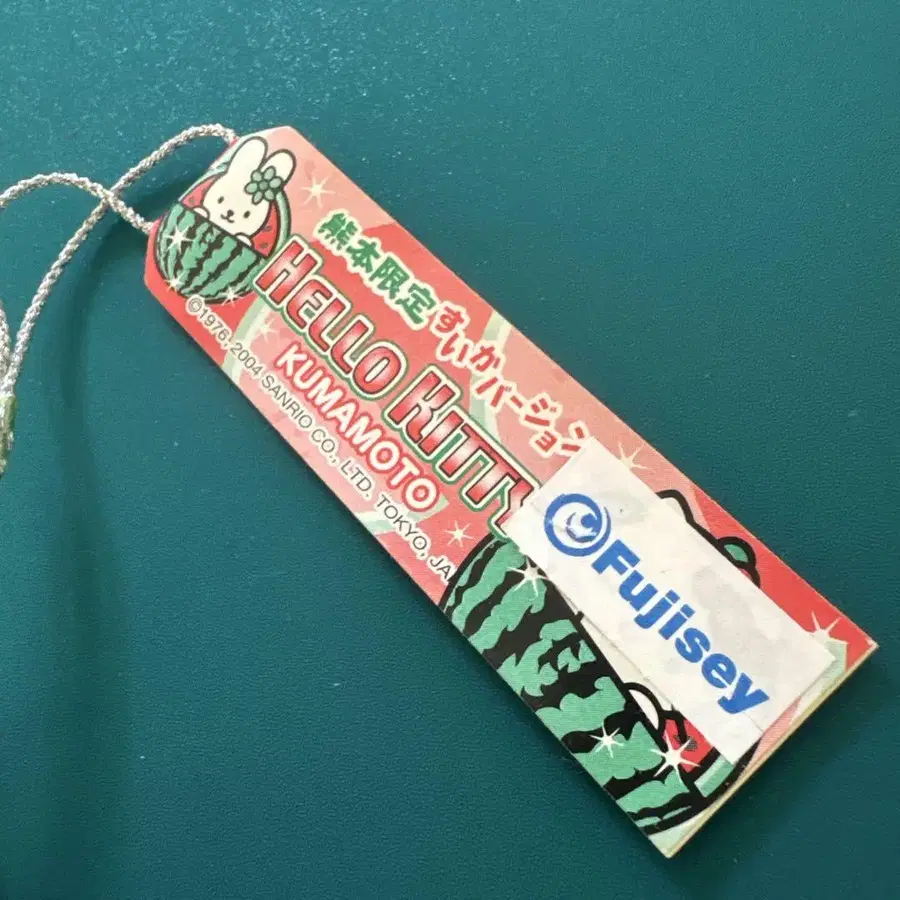 熊本限定
すいかバージョン
HELLO KITTY
KUMAMOTO
©1976, 2004 SANRIO CO., LTD. TOKYO, JA
Fujisey